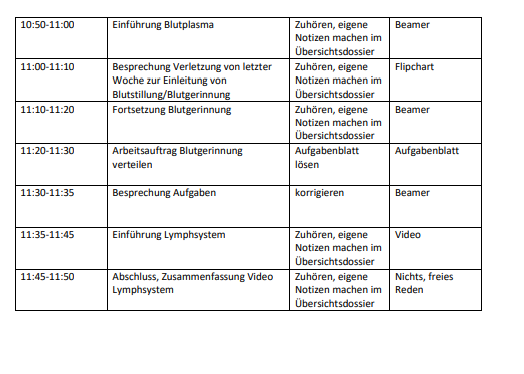 10:50-11:00 Einführung Blutplasma Zuhören, eigene Beamer
Notizen machen im
Übersichtsdossier
11:00-11:10 Besprechung Verletzung von letzter Zuhören, eigene Flipchart
Woche zur Einleitung von Notizen machen im
Blutstillung/Blutgerinnung Übersichtsdossier
11:10-11:20 Fortsetzung Blutgerinnung Zuhören, eigene Beamer
Notizen machen im
Übersichtsdossier
11:20-11:30 Arbeitsauftrag Blutgerinnung Aufgabenblatt Aufgabenblatt
verteilen lösen
11:30-11:35 Besprechung Aufgaben korrigieren Beamer
11:35-11:45 Einführung Lymphsystem Zuhören, eigene Video
Notizen machen im
Übersichtsdossier
11:45-11:50 Abschluss, Zusammenfassung Video Zuhören, eigene Nichts, freies
Lymphsystem Notizen machen im Reden
Übersichtsdossier